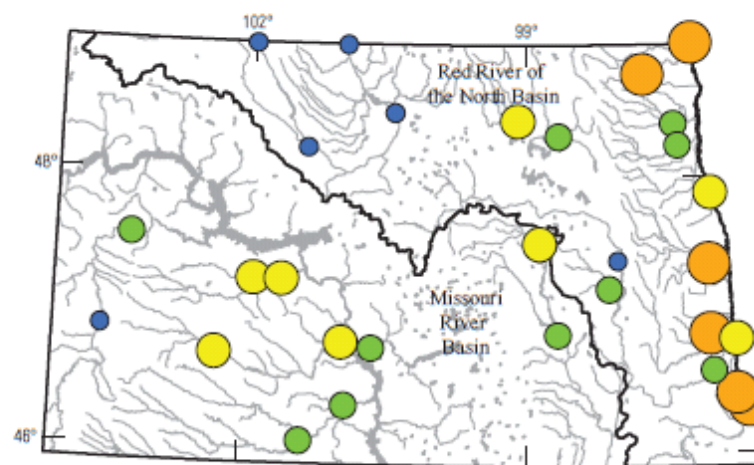 102°
99°
Red River of
the North Basin
48°
Missouri
River
Basin
46°